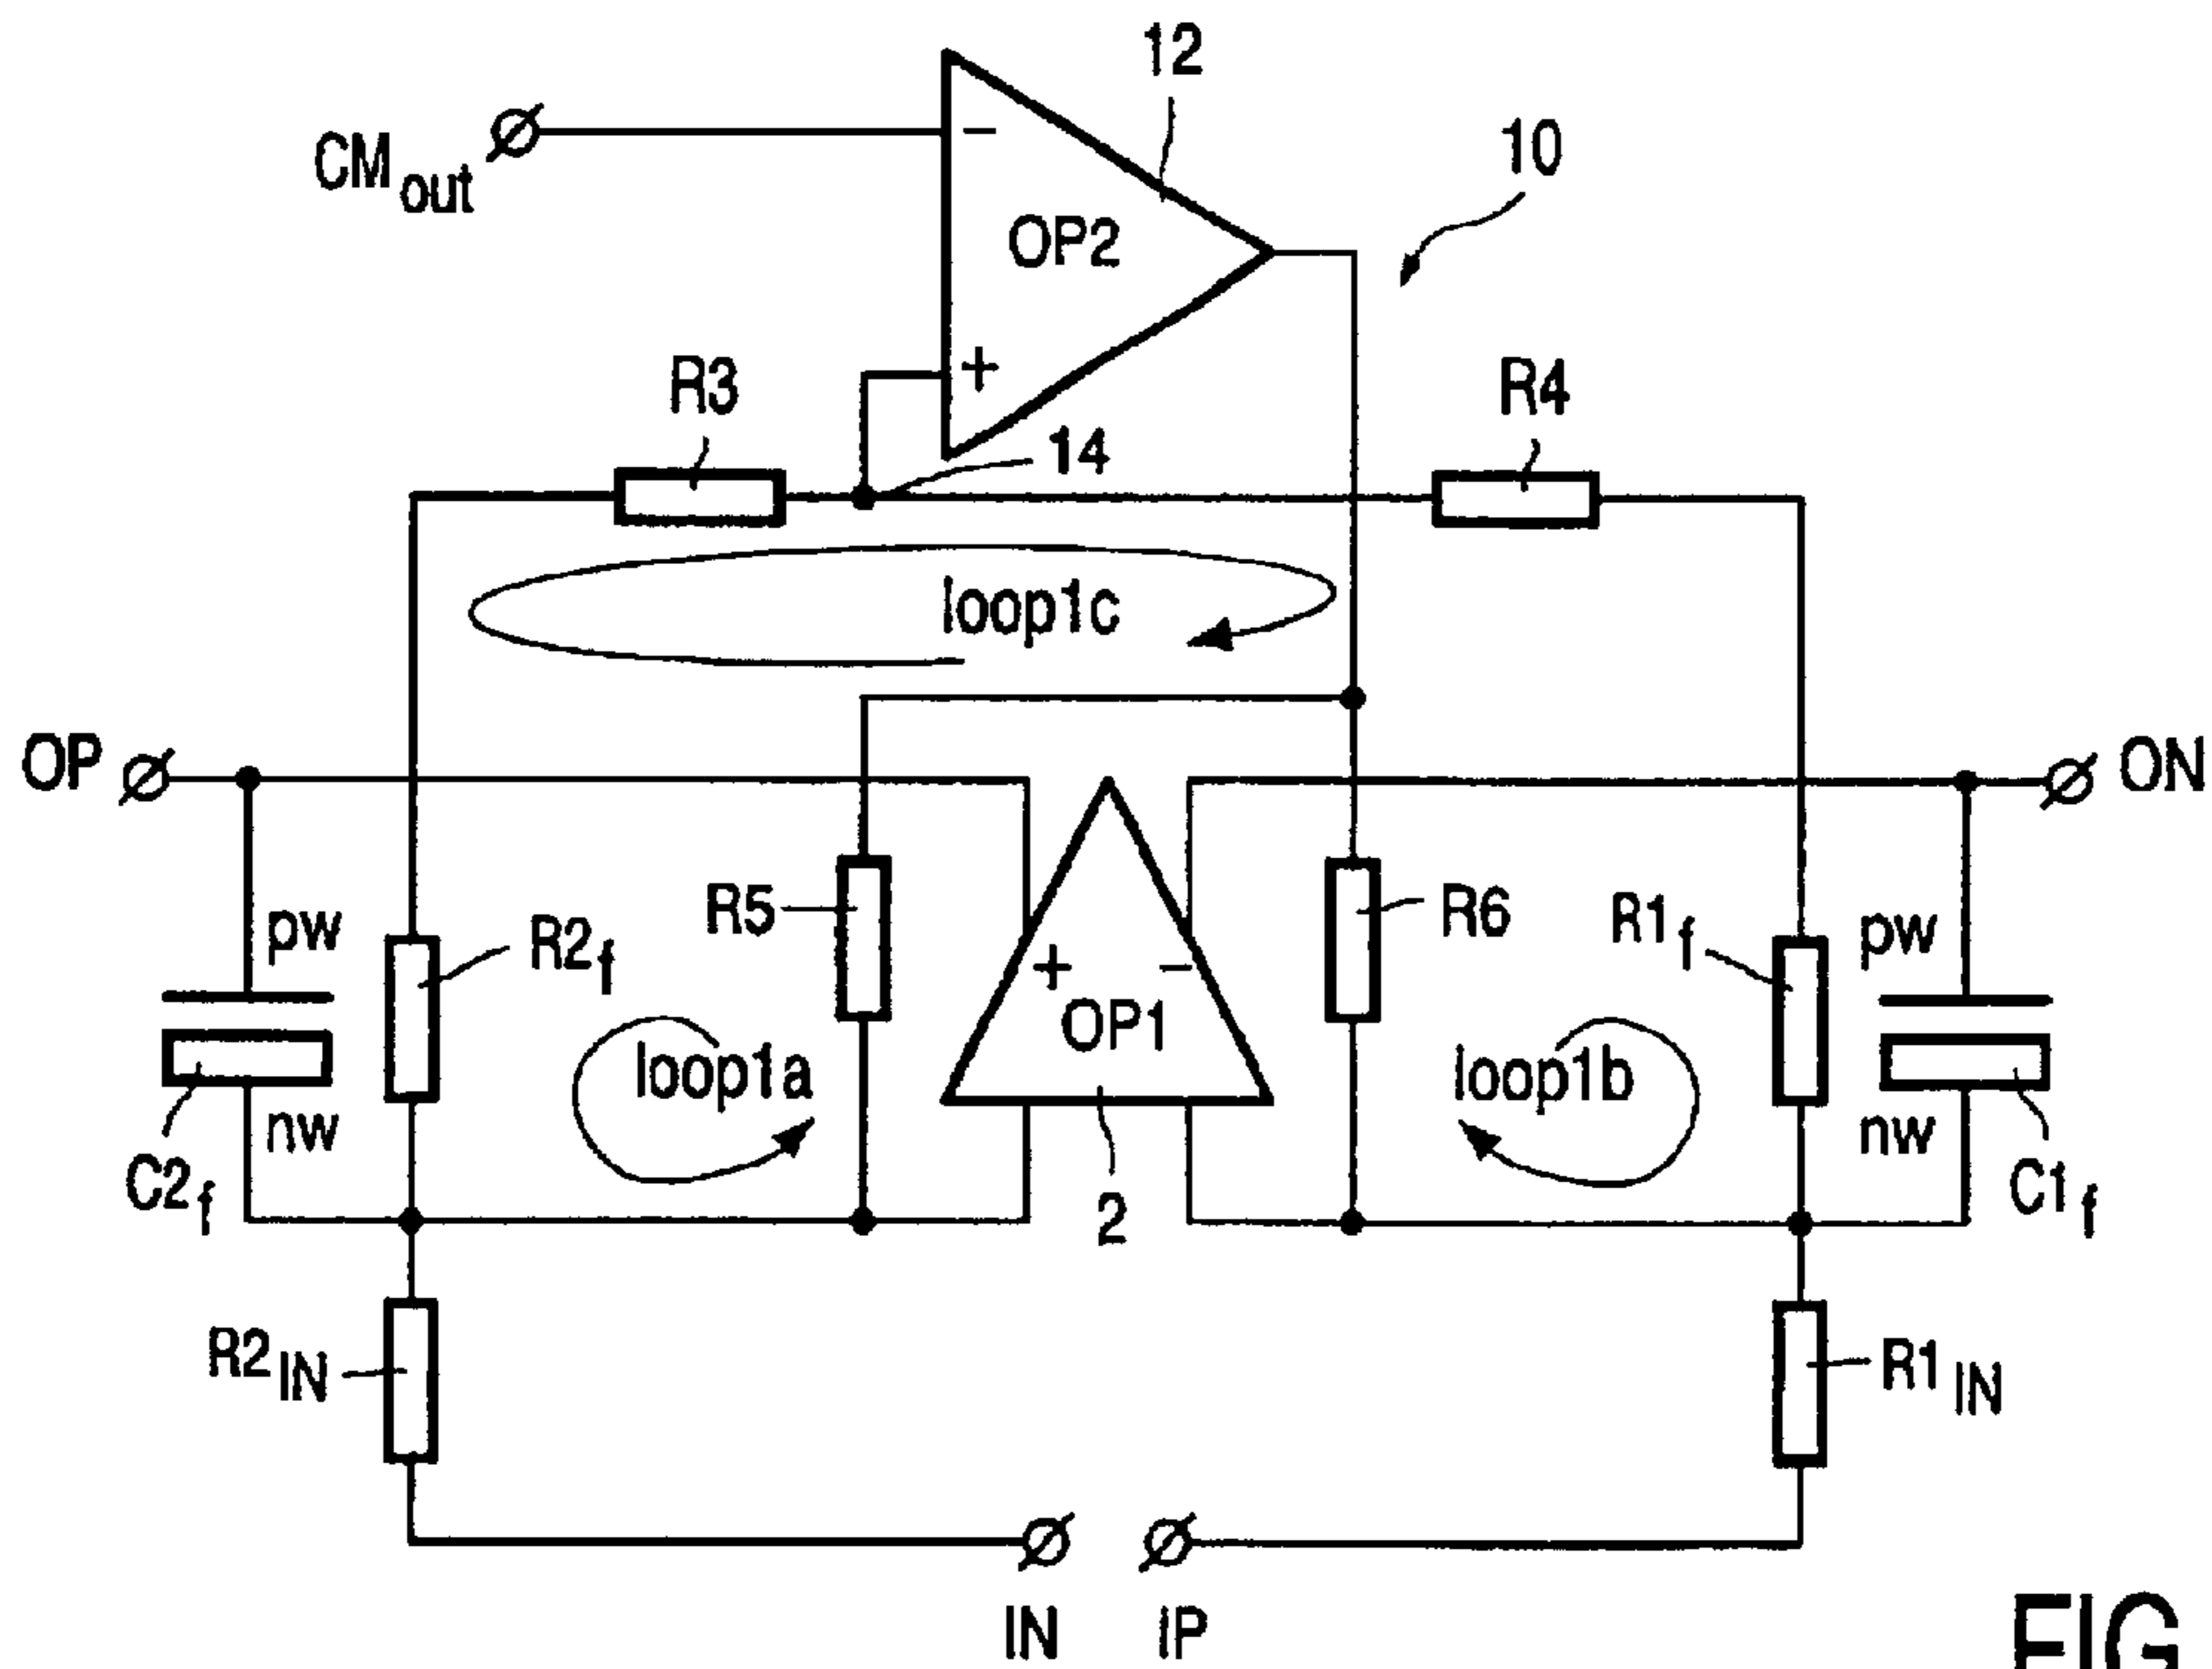 12
CMout
−
10
OP2
+
R3
14
R4
loop1c
OP
ON
pw
R2f
R5
+
−
R6
R1f
pw
OP1
loop1a
loop1b
nw
nw
C2f
2
C1f
R2IN
R1IN
IN
IP
FIG